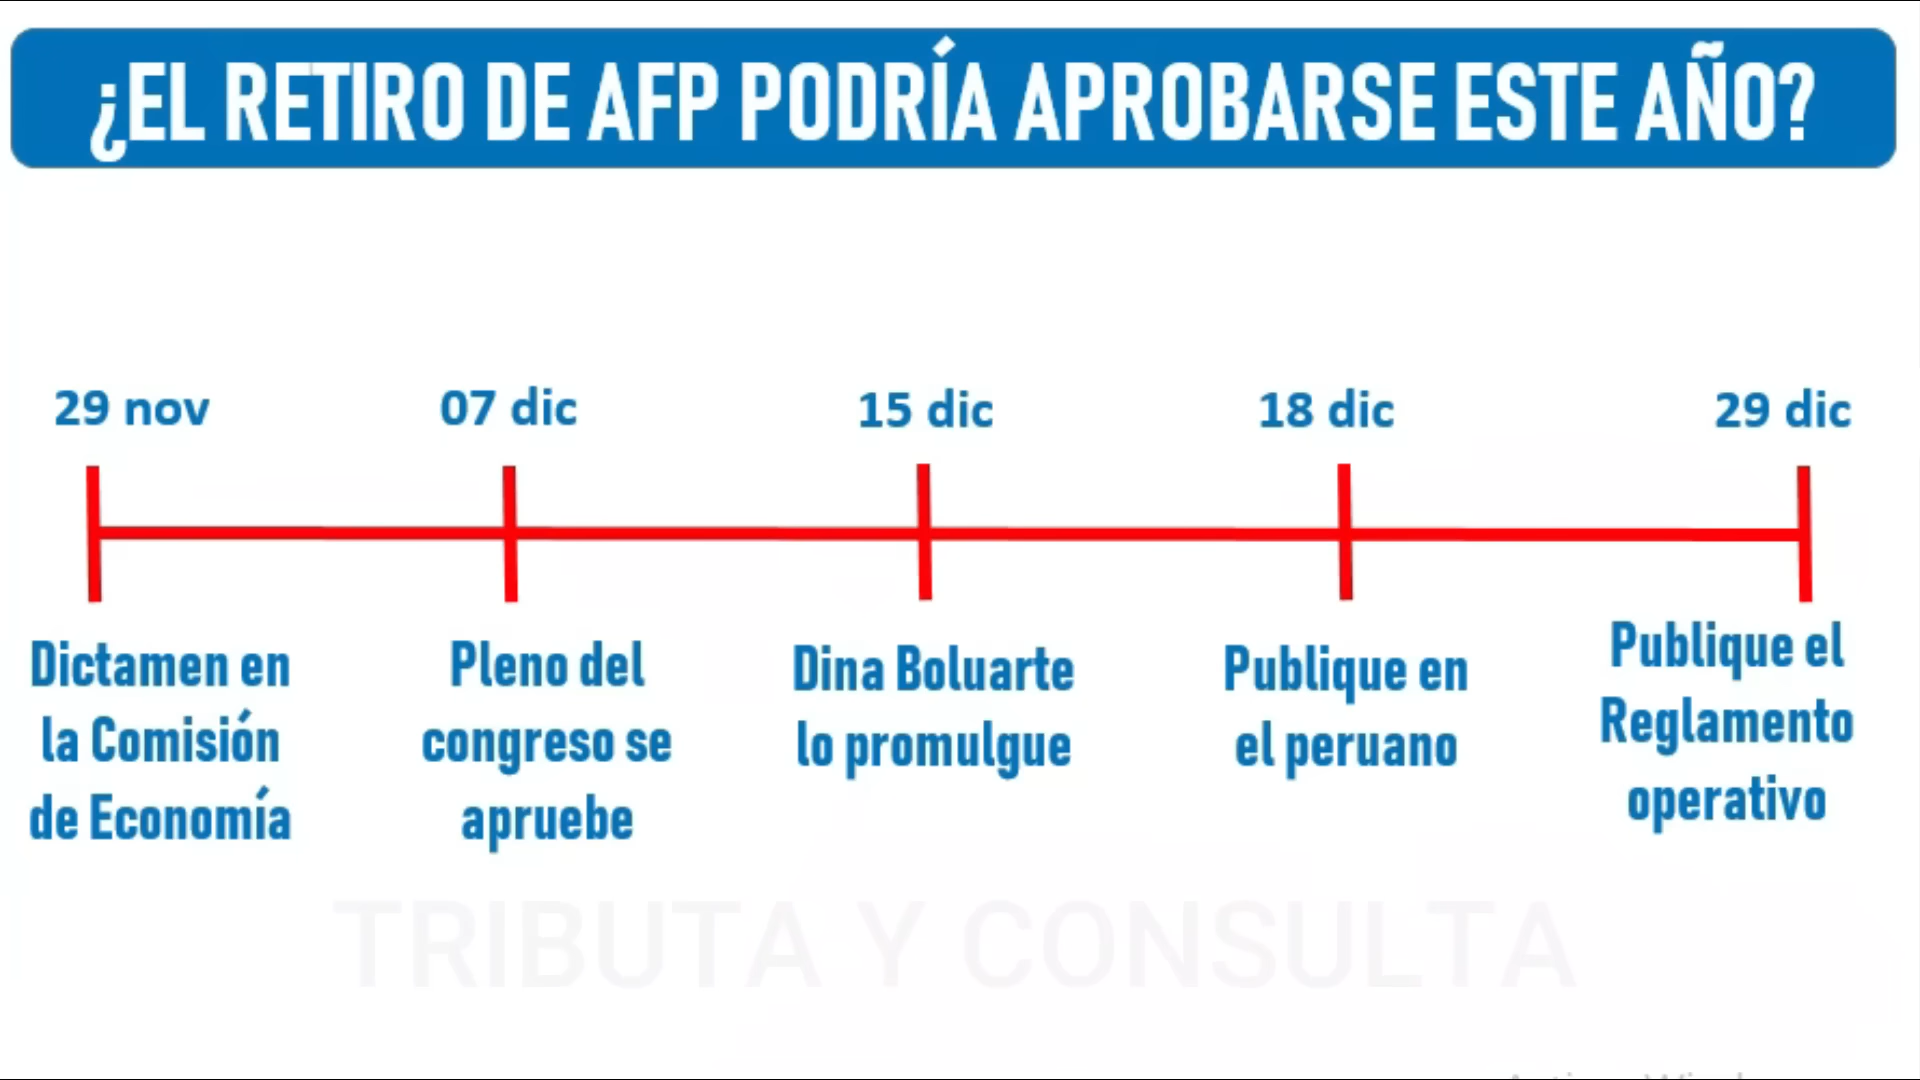 ¿EL RETIRO DE AFP PODRÍA APROBARSE ESTE AÑO?
29 nov
07 dic
15 dic
18 dic
29 dic
Dictamen en
la Comisión
de Economía
Pleno del
congreso se
apruebe
Dina Boluarte
lo promulgue
Publique en
el peruano
Publique el
Reglamento
operativo
TRIBUTA Y CONSULTA